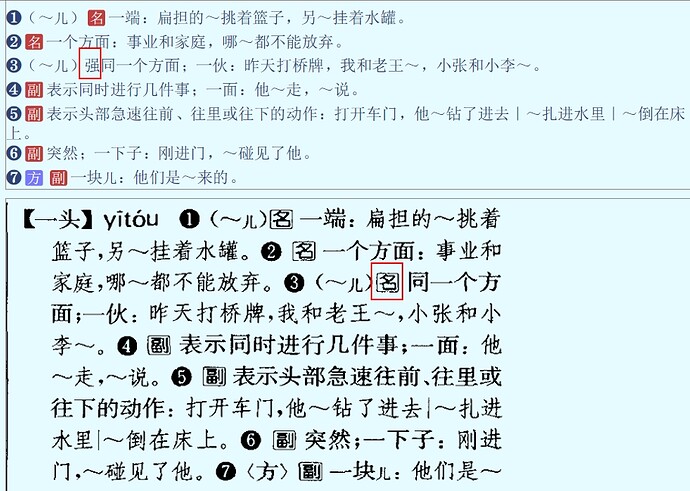 ❶（～儿）名 一端：扁担的～挑着篮子，另～挂着水罐。
❷名一个方面：事业和家庭，哪～都不能放弃。
❸（～儿）强同一个方面；一伙：昨天打桥牌，我和老王～，小张和小李～。
❹副 表示同时进行几件事；一面：他～走，～说。
❺副 表示头部急速往前、往里或往下的动作：打开车门，他～钻了进去｜～扎进水里｜～倒在床
上。
❻副 突然；一下子：刚进门，～碰见了他。
❼方 副 一块儿：他们是～来的。
【一头】yītóu ❶（～儿）名 一端：扁担的～挑着
篮子，另～挂着水罐。❷ 名 一个方面：事业和
家庭，哪～都不能放弃。❸（～儿）名 同一个方
面；一伙：昨天打桥牌，我和老王～，小张和小
李～。❹ 副 表示同时进行几件事；一面：他
～走，～说。❺ 副 表示头部急速往前、往里或
往下的动作：打开车门，他～钻了进去｜～扎进
水里｜～倒在床上。❻ 副 突然；一下子：刚进
门，～碰见了他。❼〈方〉副 一块儿：他们是～